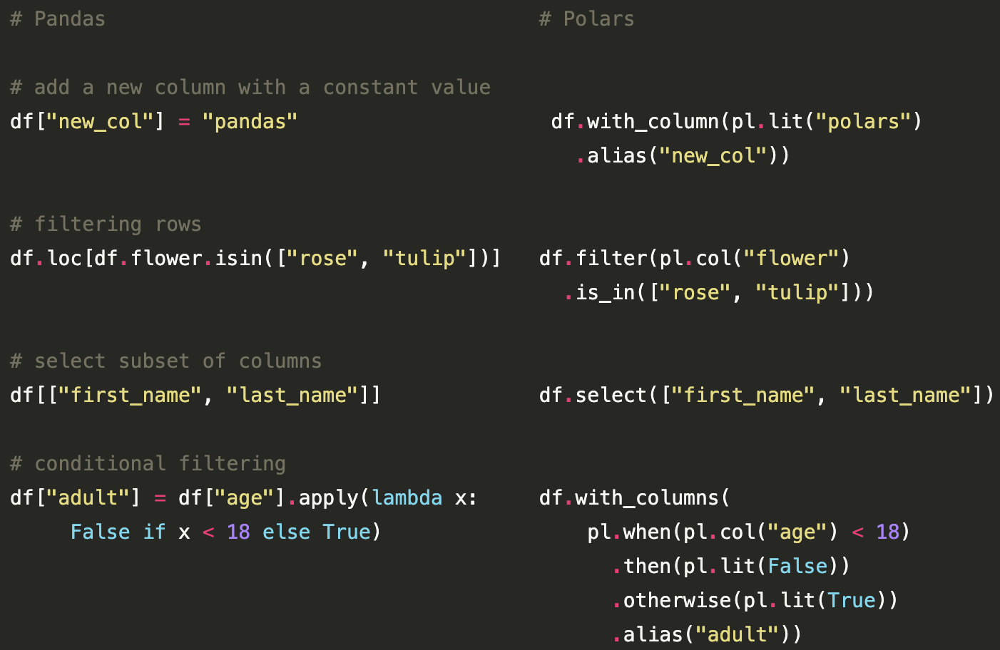 # Pandas
# Polars
# add a new column with a constant value
df["new_col"] = "pandas"
df.with_column(pl.lit("polars")
.alias("new_col"))
# filtering rows
df.loc[df.flower.isin(["rose", "tulip"])]
df.filter(pl.col("flower")
.is_in(["rose", "tulip"]))
# select subset of columns
df[["first_name", "last_name"]]
df.select(["first_name", "last_name"])
# conditional filtering
df["adult"] = df["age"].apply(lambda x:
False if x < 18 else True)
df.with_columns(
pl.when(pl.col("age") < 18)
.then(pl.lit(False))
.otherwise(pl.lit(True))
.alias("adult"))